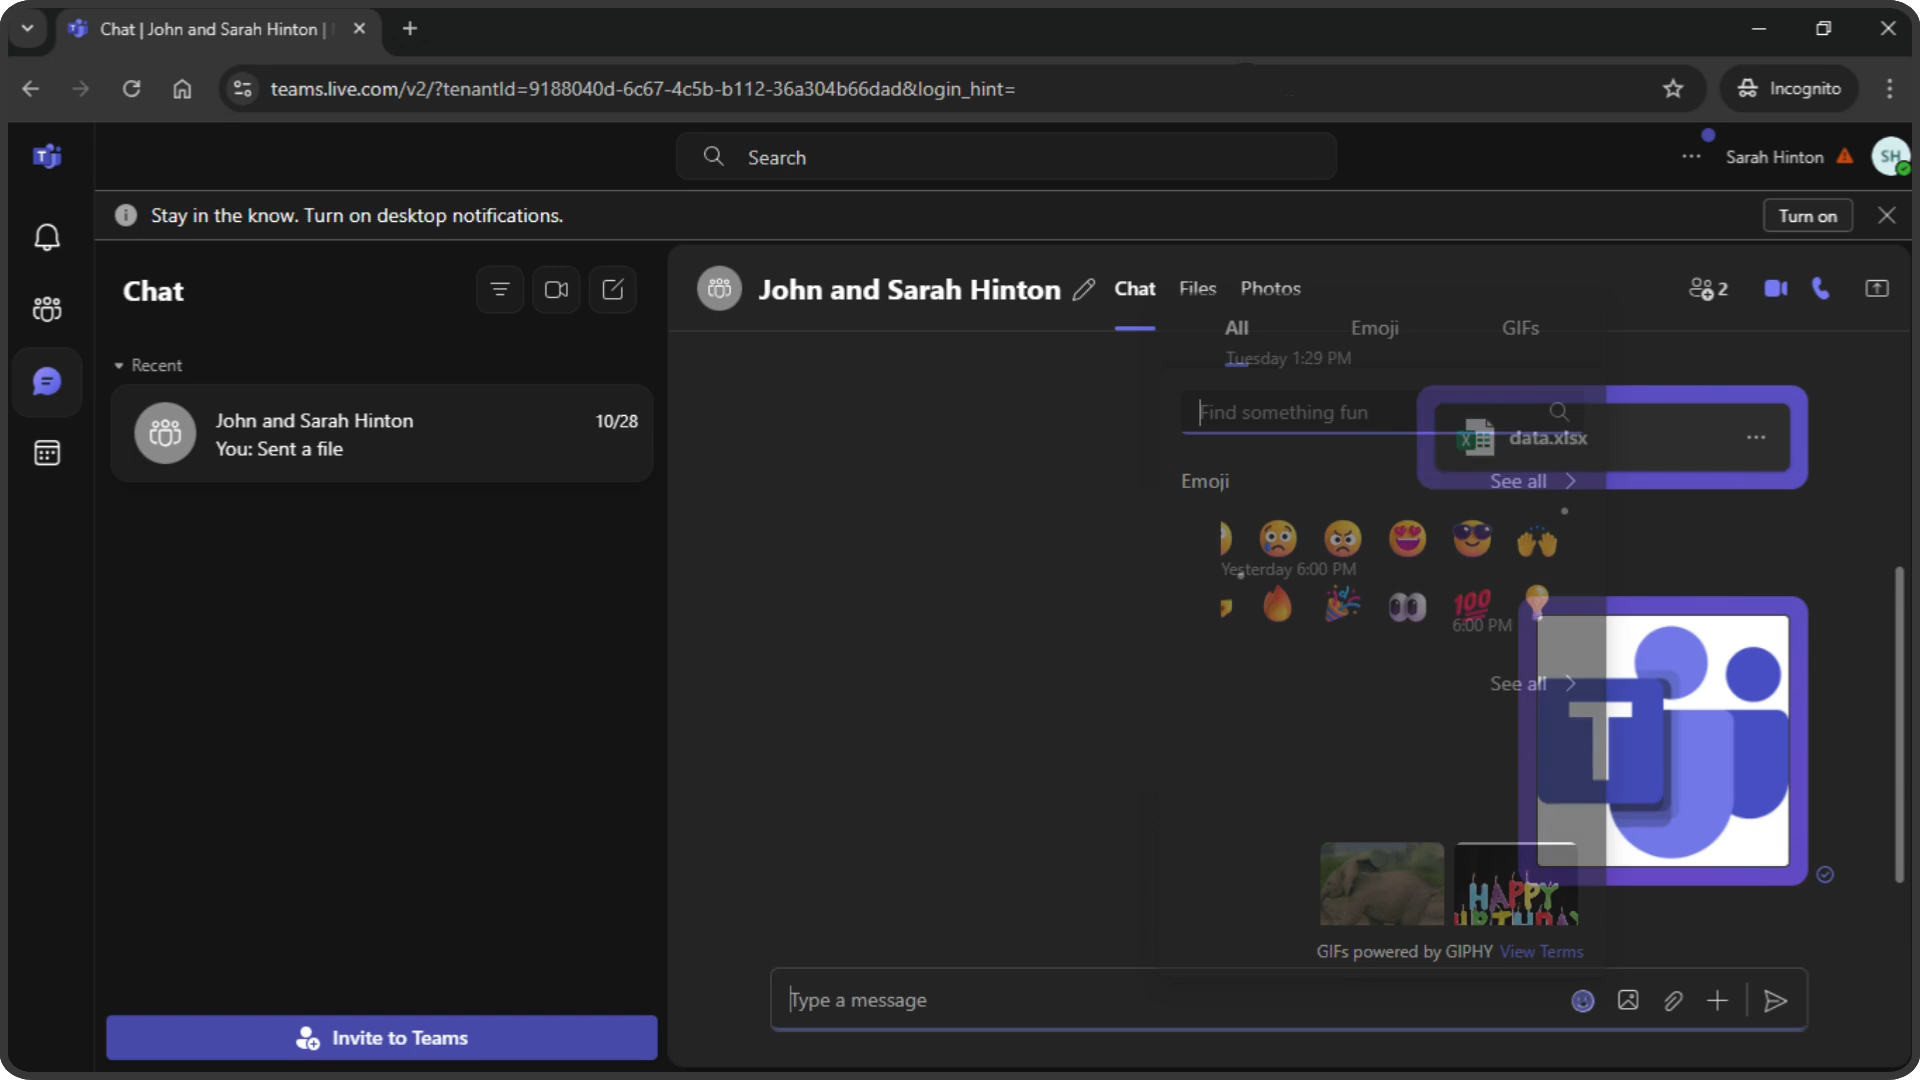 Chat | John and Sarah Hinton |
teams.live.com/v2/?tenantId=9188040d-6c67-4c5b-b112-36a304b66dad&login_hint=
Incognito
Search
Sarah Hinton
SH
Stay in the know. Turn on desktop notifications.
Turn on
Chat
John and Sarah Hinton
Chat
Files
Photos
2
All
Emoji
GIFs
Tuesday 1:29 PM
Recent
John and Sarah Hinton
10/28
You: Sent a file
Find something fun
data.xlsx
Emoji
See all
Yesterday 6:00 PM
100
6:00 PM
See all
T
HAPPY
BIRTHDAY
GIFs powered by GIPHY View Terms
Type a message
Invite to Teams